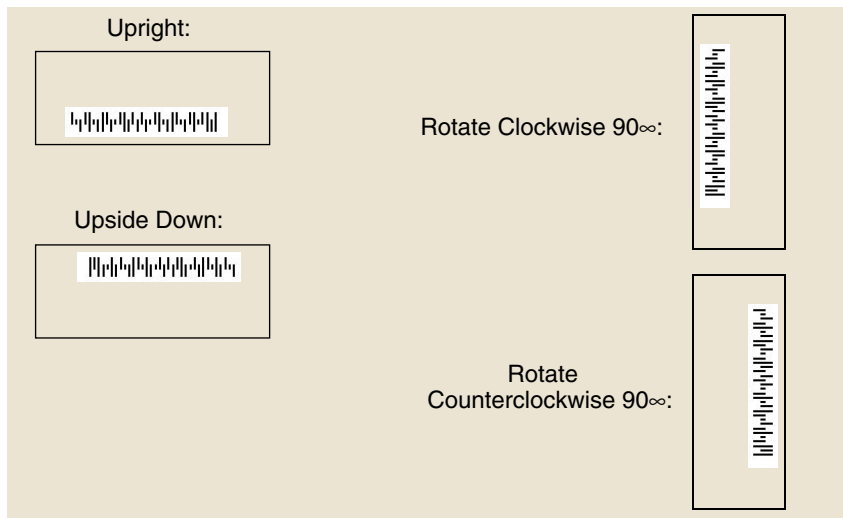 Upright:
Rotate Clockwise 90∞:
Upside Down:
Rotate
Counterclockwise 90∞: